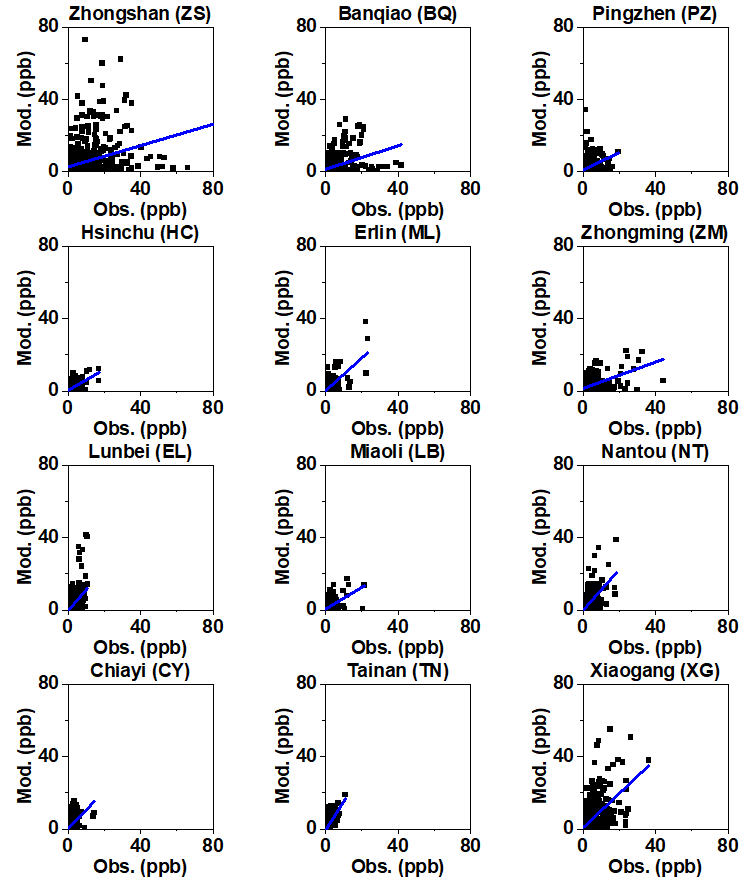 Zhongshan (ZS) Banqiao (BQ) Pingzhen (PZ)
80 80 80
Mod. (ppb) Mod. (ppb) Mod. (ppb)
40 40 40
0 0 0
0 40 80 0 40 80 0 40 80
Obs. (ppb) Obs. (ppb) Obs. (ppb)
Hsinchu (HC) Erlin (ML) Zhongming (ZM)
80 80 80
Mod. (ppb) Mod. (ppb) Mod. (ppb)
40 40 40
0 0 0
0 40 80 0 40 80 0 40 80
Obs. (ppb) Obs. (ppb) Obs. (ppb)
Lunbei (EL) Miaoli (LB) Nantou (NT)
80 80 80
Mod. (ppb) Mod. (ppb) Mod. (ppb)
40 40 40
0 0 0
0 40 80 0 40 80 0 40 80
Obs. (ppb) Obs. (ppb) Obs. (ppb)
Chiayi (CY) Tainan (TN) Xiaogang (XG)
80 80 80
Mod. (ppb) Mod. (ppb) Mod. (ppb)
40 40 40
0 0 0
0 40 80 0 40 80 0 40 80
Obs. (ppb) Obs. (ppb) Obs. (ppb)